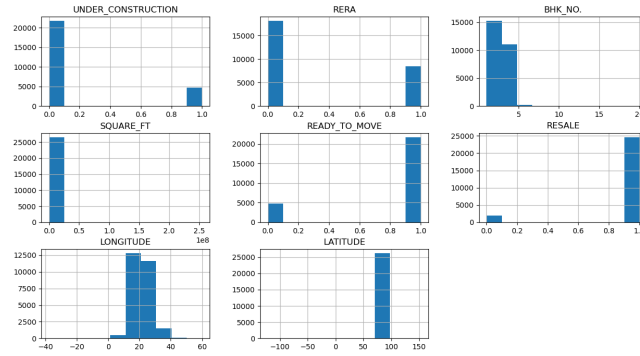 UNDER_CONSTRUCTION RERA BHK_NO.
20000 15000 15000
15000 10000 10000
10000 5000 5000
5000
0 0 0
0.0 0.2 0.4 0.6 0.8 1.0 0.0 0.2 0.4 0.6 0.8 1.0 5 10 15
SQUARE_FT READY_TO_MOVE RESALE
25000 20000 25000
20000 15000 20000
15000 10000 15000
10000 5000 10000
5000 5000
0 0 0
0.0 0.5 1.0 1.5 2.0 2.5 0.0 0.2 0.4 0.6 0.8 1.0 0.0 0.2 0.4 0.6 0.8
1e8
LONGITUDE LATITUDE
12500 25000
10000 20000
7500 15000
5000 10000
2500 5000
0 0
-40 -20 0 20 40 60 -100 -50 0 50 100 150